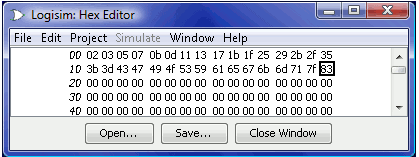 Logisim: Hex Editor
File Edit Project Simulate Window Help
00 02 03 05 07 0b 0d 11 13 17 1b 1f 25 29 2b 2f 35
10 3b 3d 43 47 49 4f 53 59 61 65 67 6b 6d 71 7f 83
20 00 00 00 00 00 00 00 00 00 00 00 00 00 00 00 00
30 00 00 00 00 00 00 00 00 00 00 00 00 00 00 00 00
40 00 00 00 00 00 00 00 00 00 00 00 00 00 00 00 00
Open... Save... Close Window